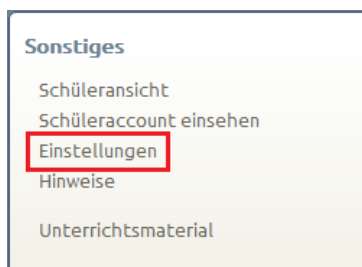 Sonstiges
Schüleransicht
Schüleraccount einsehen
Einstellungen
Hinweise
Unterrichtsmaterial